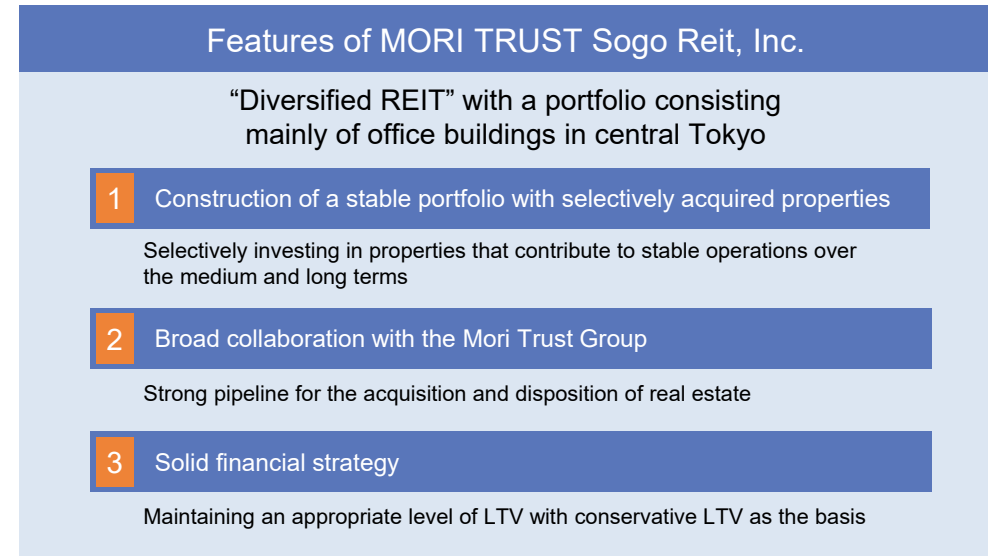 Features of MORI TRUST Sogo Reit, Inc.
“Diversified REIT” with a portfolio consisting
mainly of office buildings in central Tokyo
1 Construction of a stable portfolio with selectively acquired properties
Selectively investing in properties that contribute to stable operations over
the medium and long terms
2 Broad collaboration with the Mori Trust Group
Strong pipeline for the acquisition and disposition of real estate
3 Solid financial strategy
Maintaining an appropriate level of LTV with conservative LTV as the basis